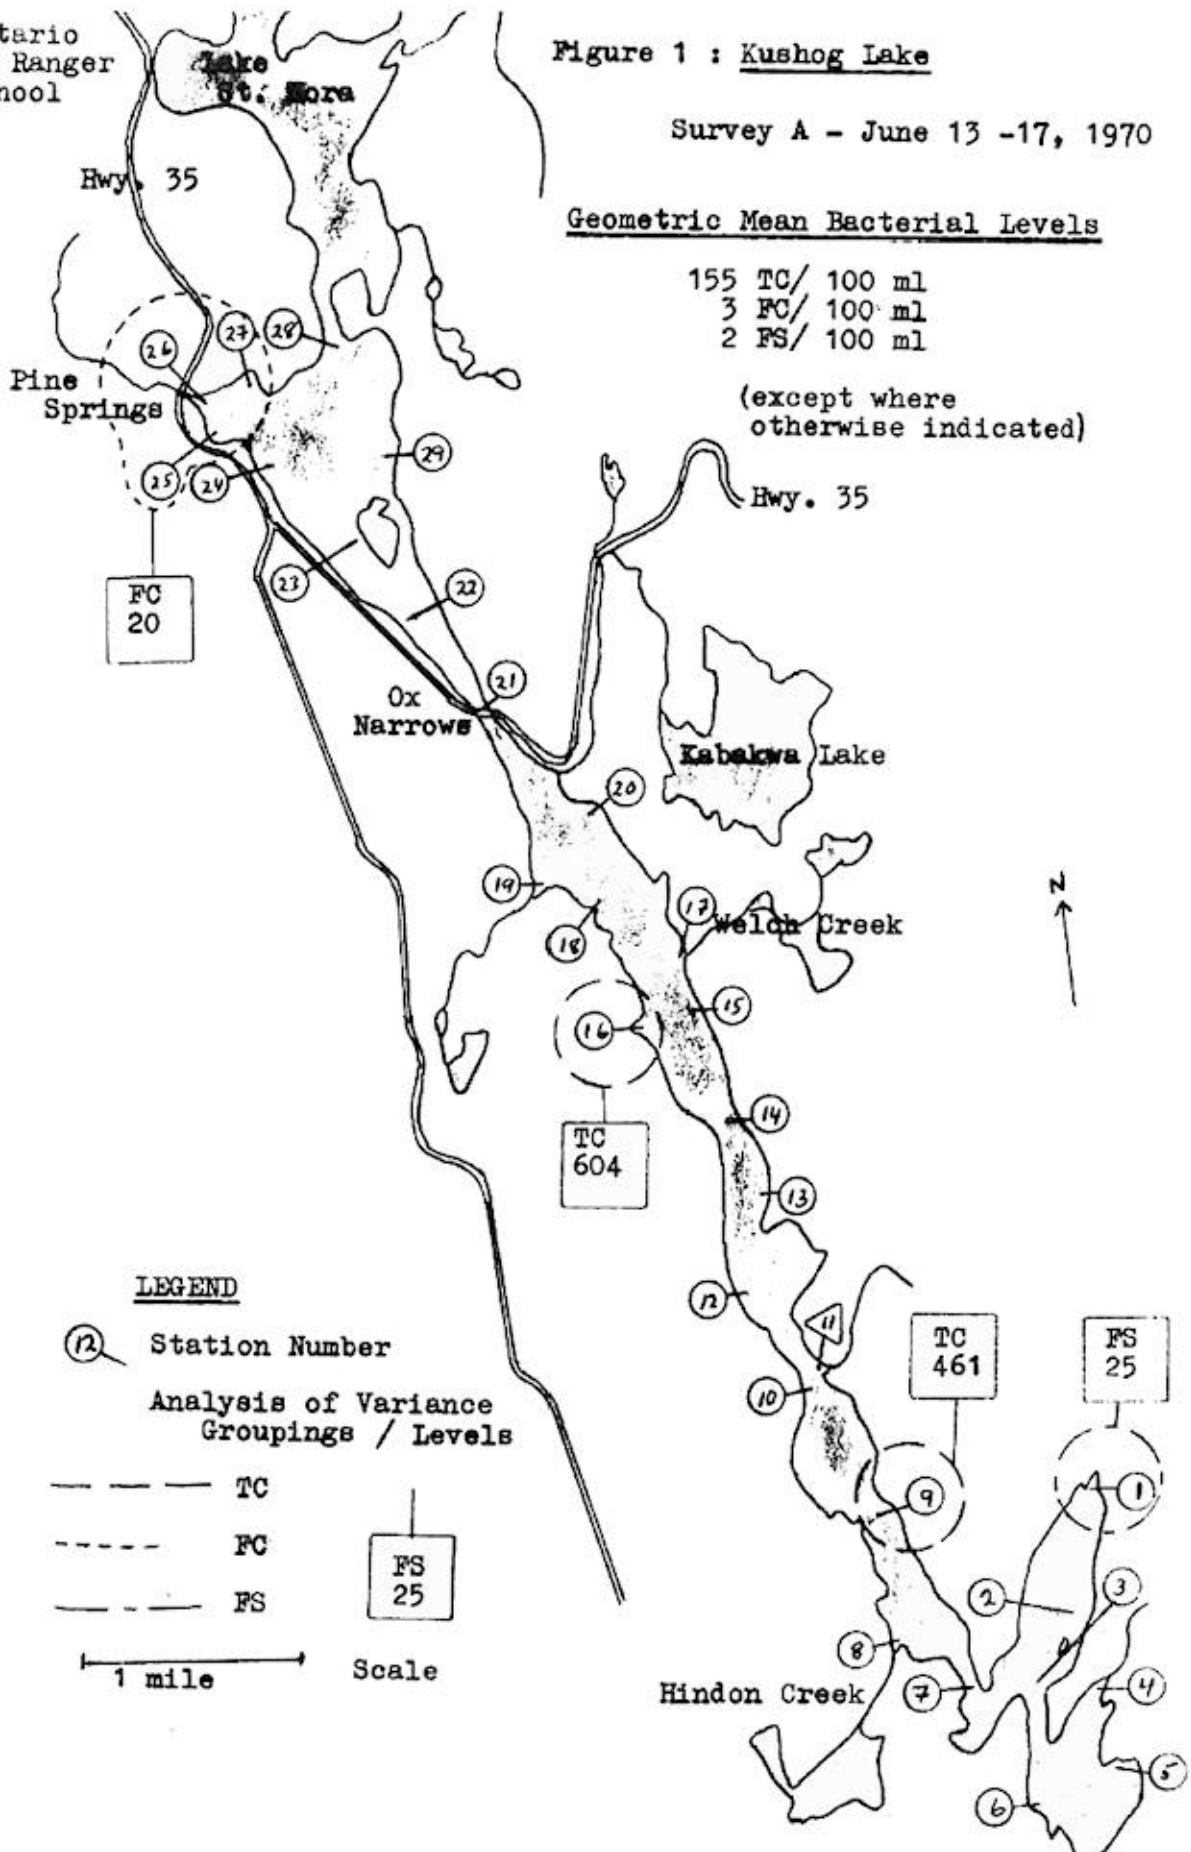 tario
Ranger
hool
Lake
St. Nora
Figure 1 : Kushog Lake
Survey A - June 13 -17, 1970
Hwy. 35
Geometric Mean Bacterial Levels
155 TC/ 100 ml
3 FC/ 100 ml
2 FS/ 100 ml
(except where
otherwise indicated)
28
27
26
Pine
Springs
29
25
24
Hwy. 35
23
22
FC
20
21
Ox
Narrows
Kabakwa Lake
20
19
17
Welch Creek
18
N
15
16
14
TC
604
13
LEGEND
12
12
Station Number
11
TC
461
FS
25
10
Analysis of Variance
Groupings / Levels
TC
9
1
FC
FS
25
FS
2
3
8
1 mile
Scale
Hindon Creek
7
4
5
6